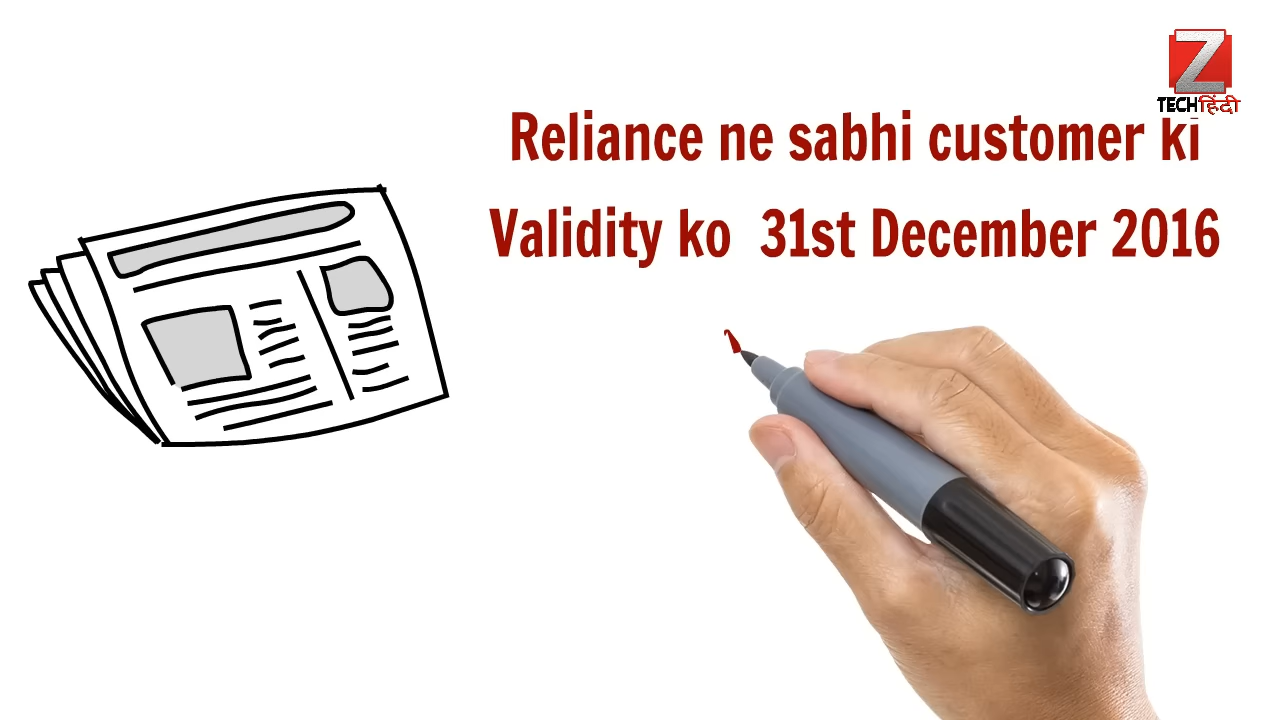 Z
TECHहिंदी
Reliance ne sabhi customer ki
Validity ko 31st December 2016